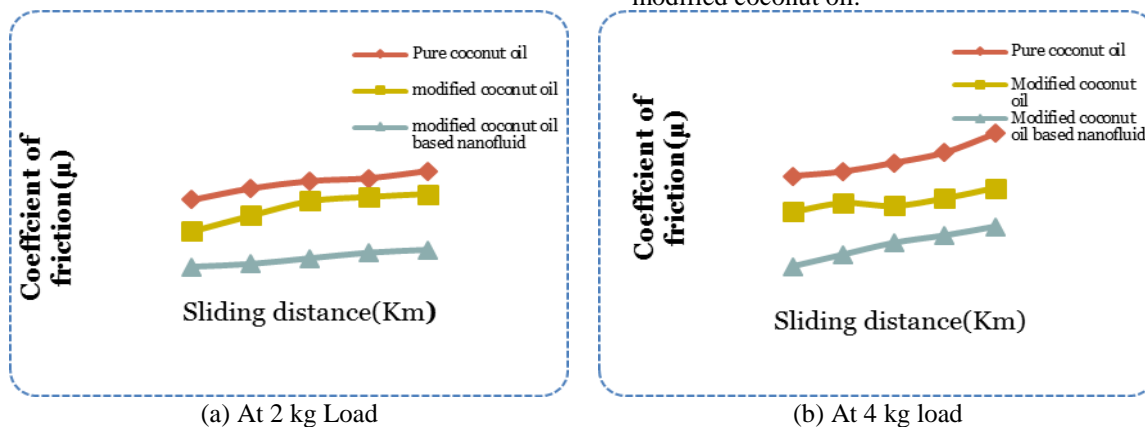 modified coconut oil.
Pure coconut oil
modified coconut oil
modified coconut oil
based nanofluid
Coeffcient of
friction(µ)
Sliding distance(Km)
(a) At 2 kg Load
Pure coconut oil
Modified coconut
oil
Modified coconut
oil based nanofluid
Coeffcient of
friction(µ)
Sliding distance(Km)
(b) At 4 kg load